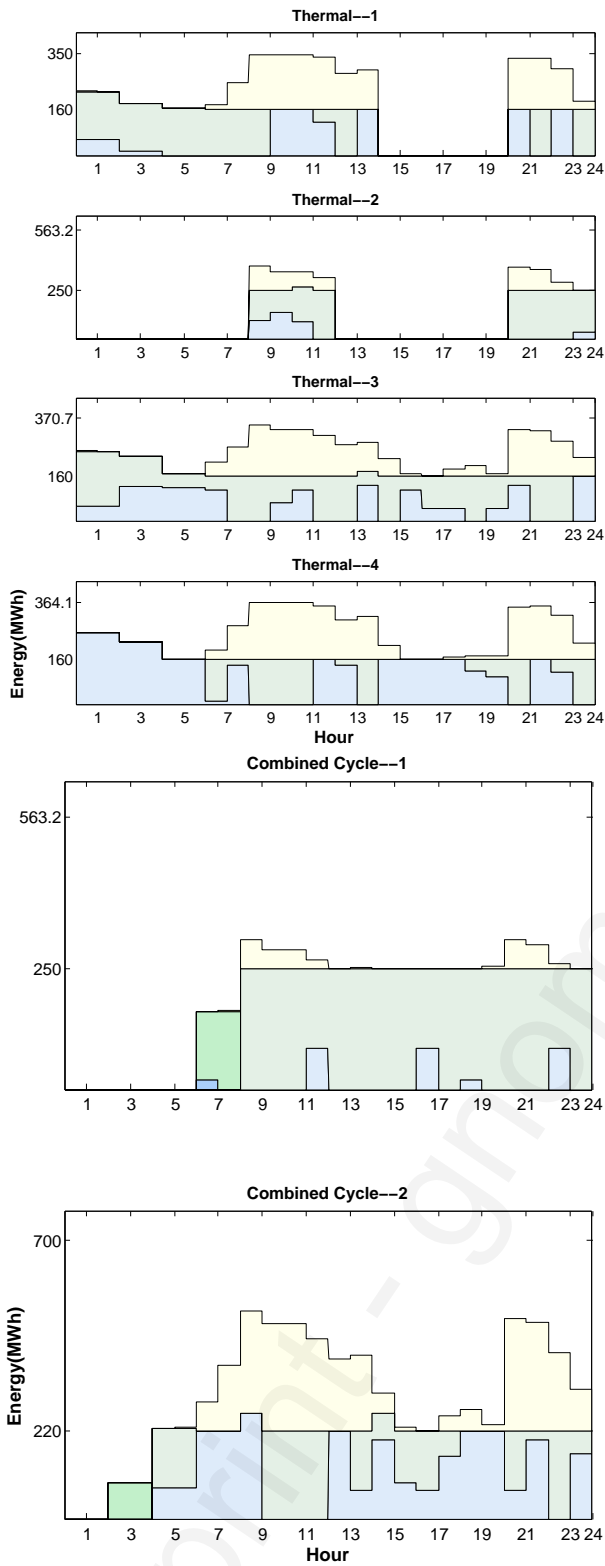 Thermal--1
350
160
1 3 5 7 9 11 13 15 17 19 21 23 24
Thermal--2
563.2
250
1 3 5 7 9 11 13 15 17 19 21 23 24
Thermal--3
370.7
160
1 3 5 7 9 11 13 15 17 19 21 23 24
Thermal--4
364.1
160
Energy(MWh)
1 3 5 7 9 11 13 15 17 19 21 23 24
Hour
Combined Cycle--1
563.2
250
1 3 5 7 9 11 13 15 17 19 21 23 24
Combined Cycle--2
700
220
Energy(MWh)
1 3 5 7 9 11 13 15 17 19 21 23 24
Hour
print - gnom